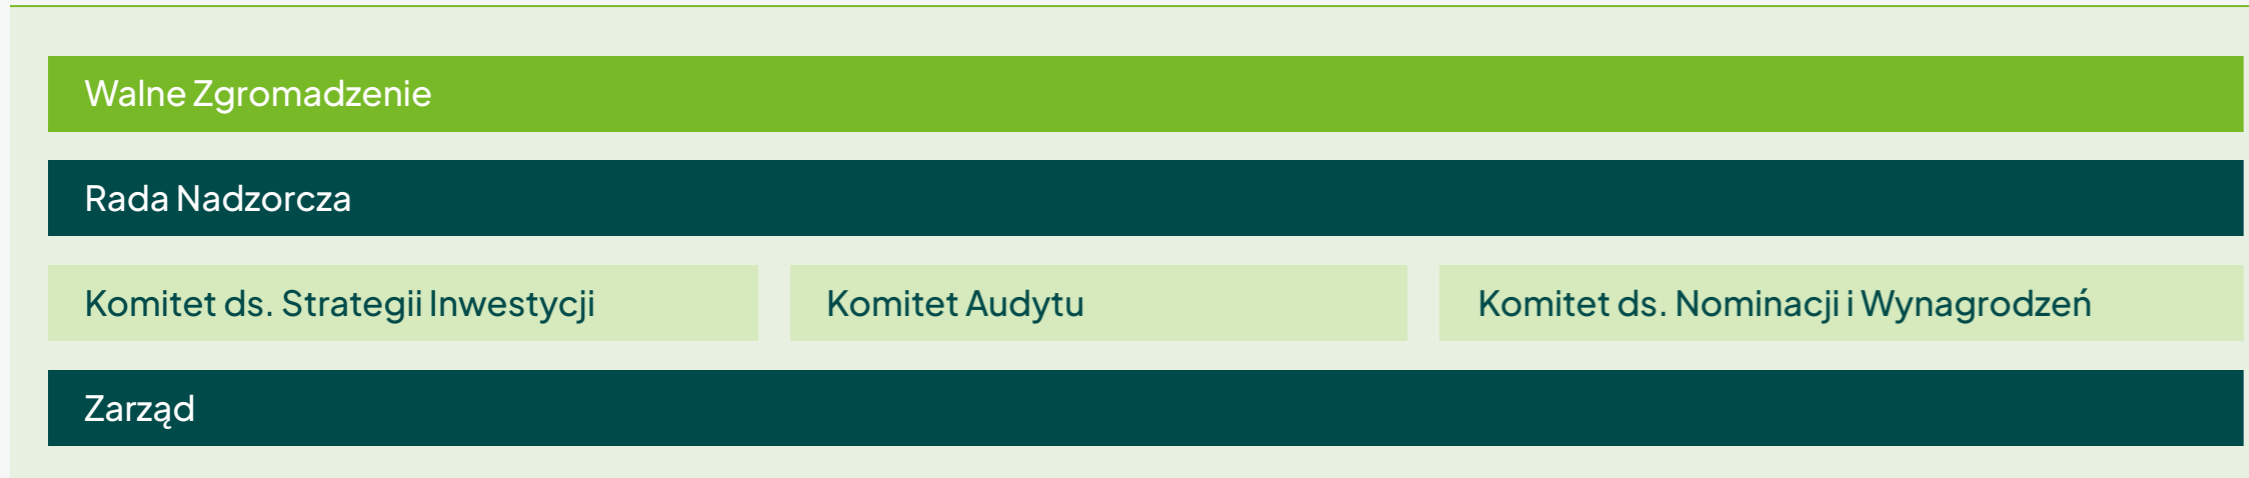 Walne Zgromadzenie
Rada Nadzorcza
Komitet ds. Strategii Inwestycji
Komitet Audytu
Komitet ds. Nominacji i Wynagrodzeń
Zarząd